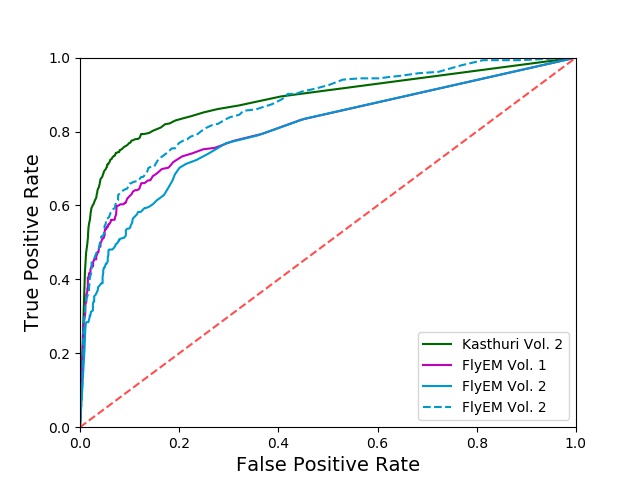 1.0
0.8
0.6
0.4
0.2
0.0
True Positive Rate
0.0 0.2 0.4 0.6 0.8 1.0
False Positive Rate
Kasthuri Vol. 2
FlyEM Vol. 1
FlyEM Vol. 2
FlyEM Vol. 2